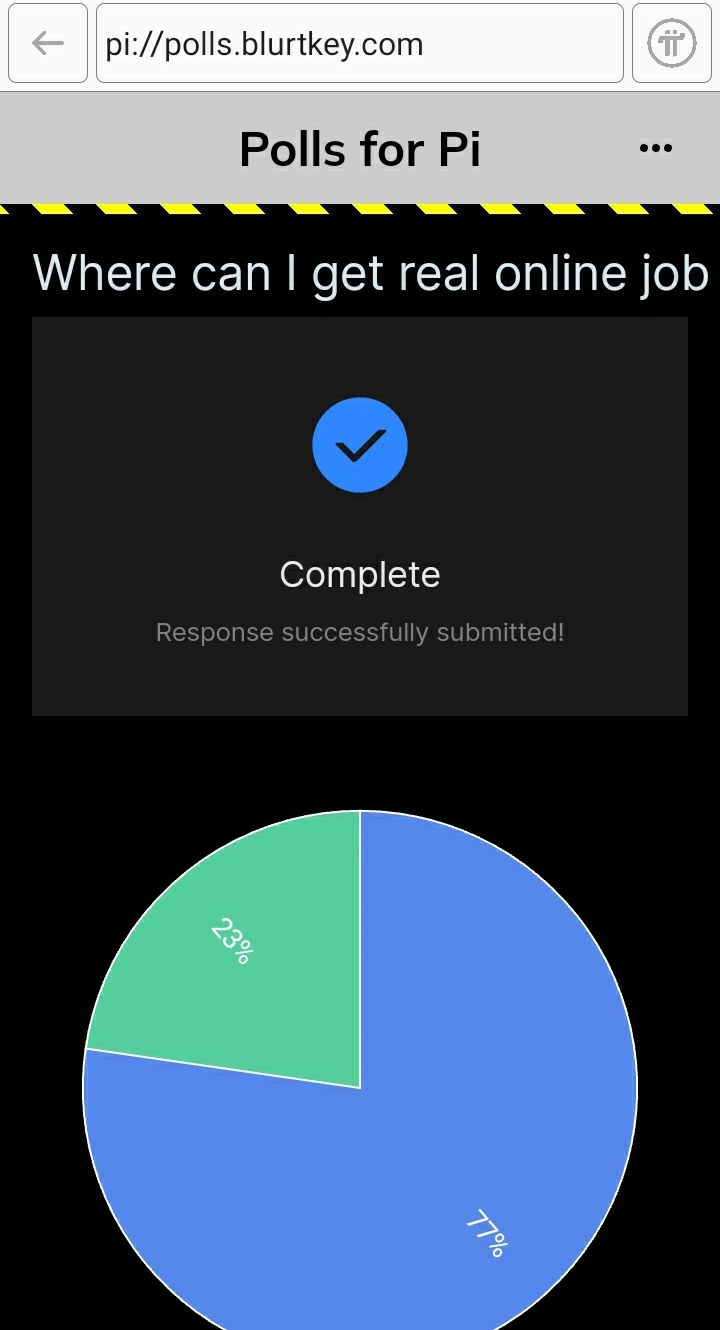 pi://polls.blurtkey.com
Polls for Pi
Where can I get real online job
Complete
Response successfully submitted!
23%
77%